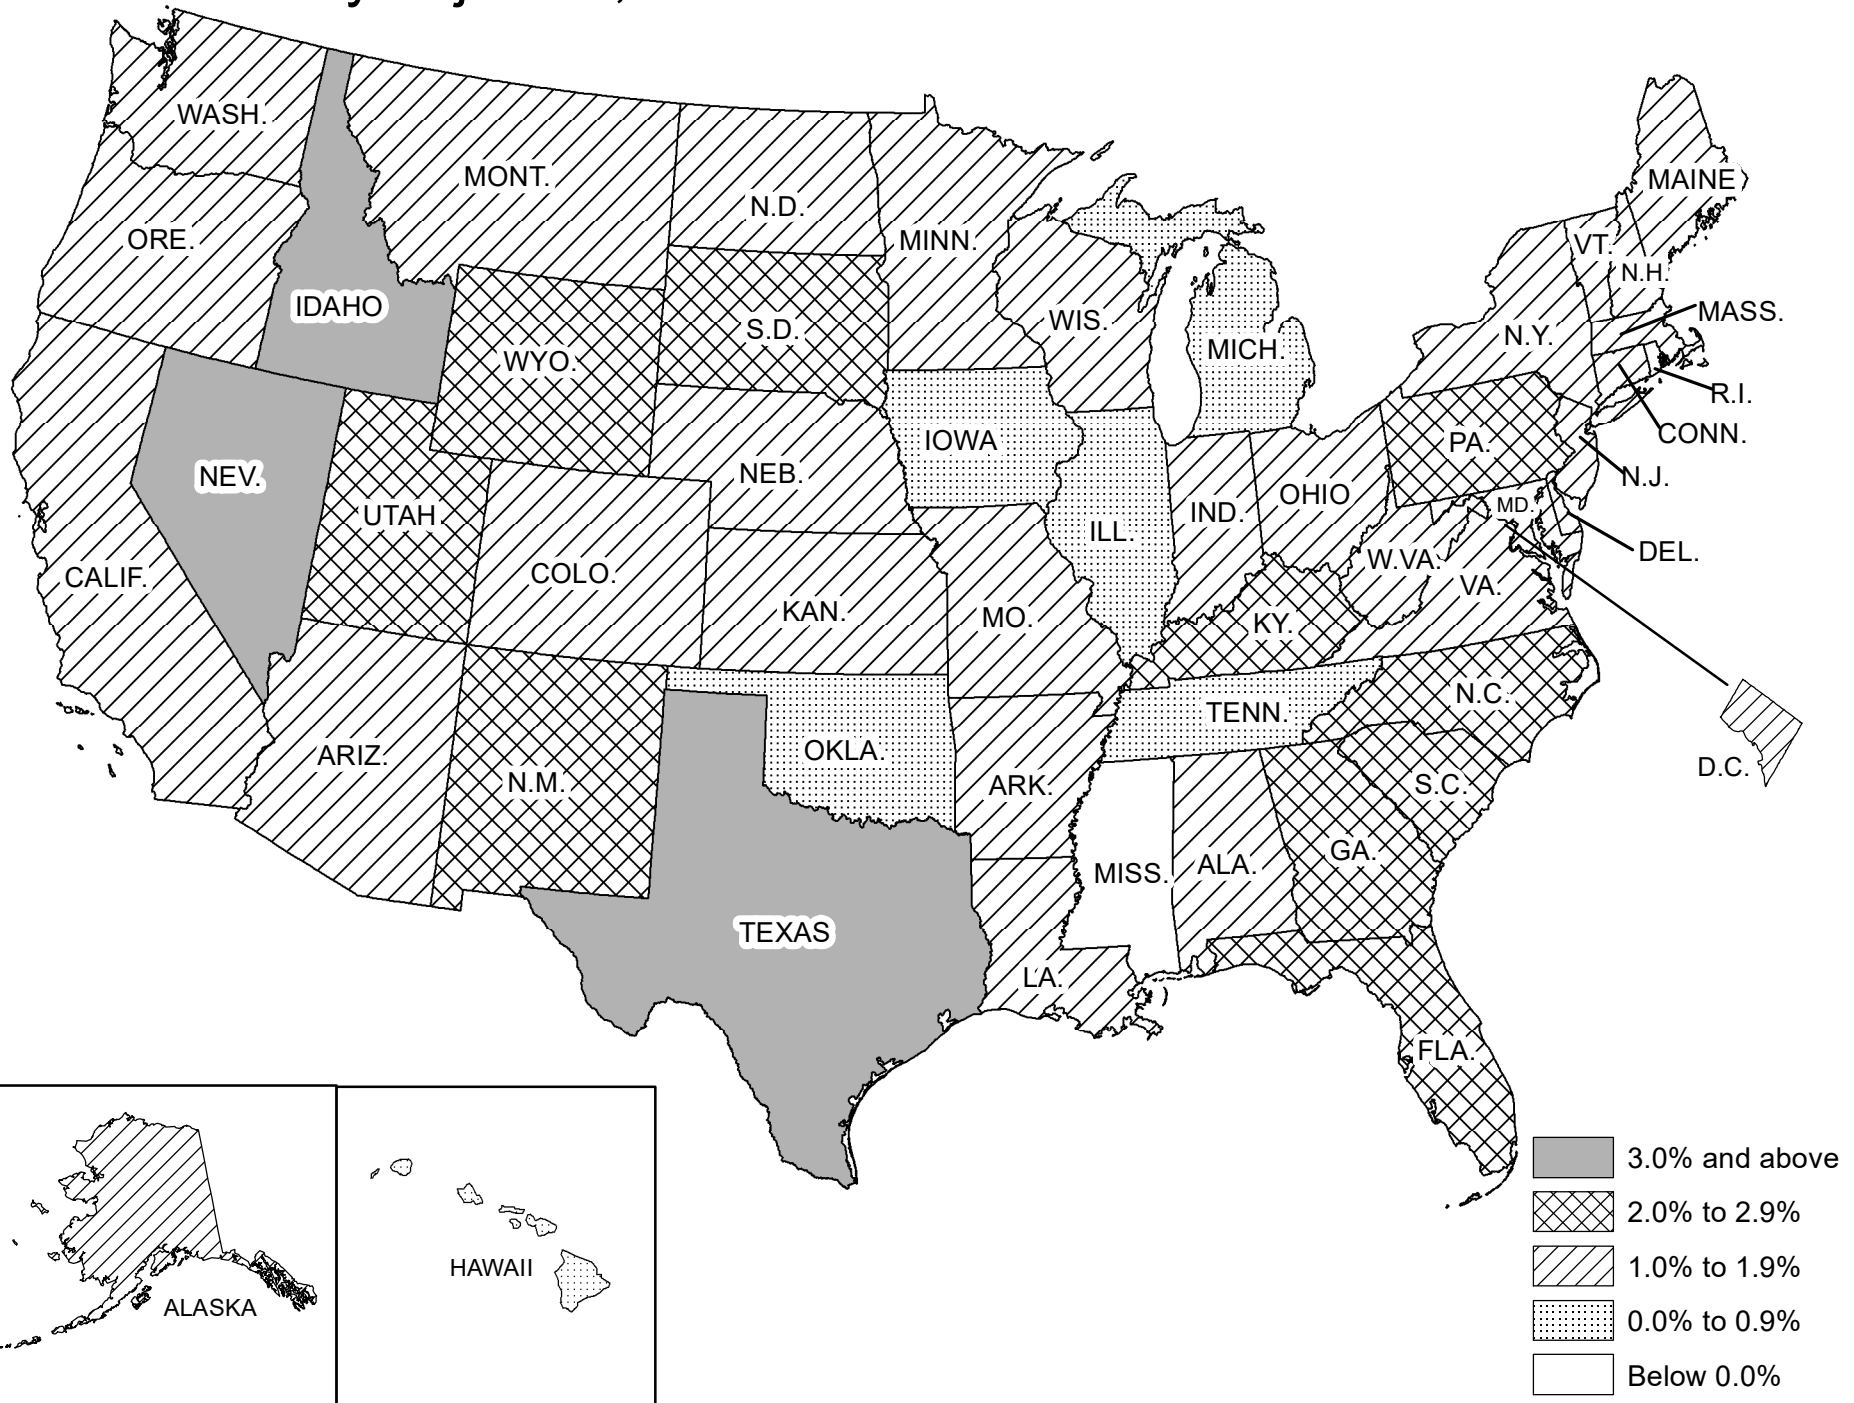 WASH.
MONT.
N.D.
MINN.
MAINE
ORE.
IDAHO
VT.
N.H.
WIS.
MICH.
MASS.
N.Y.
S.D.
WYO.
R.I.
CONN.
IOWA
PA.
NEV.
NEB.
N.J.
OHIO
IND.
MD.
UTAH
ILL.
DEL.
CALIF.
COLO.
W.VA.
VA.
KAN.
MO.
KY.
N.C.
TENN.
ARIZ.
OKLA.
N.M.
ARK.
S.C.
D.C.
GA.
MISS.
ALA.
TEXAS
LA.
FLA.
HAWAII
ALASKA
3.0% and above
2.0% to 2.9%
1.0% to 1.9%
0.0% to 0.9%
Below 0.0%